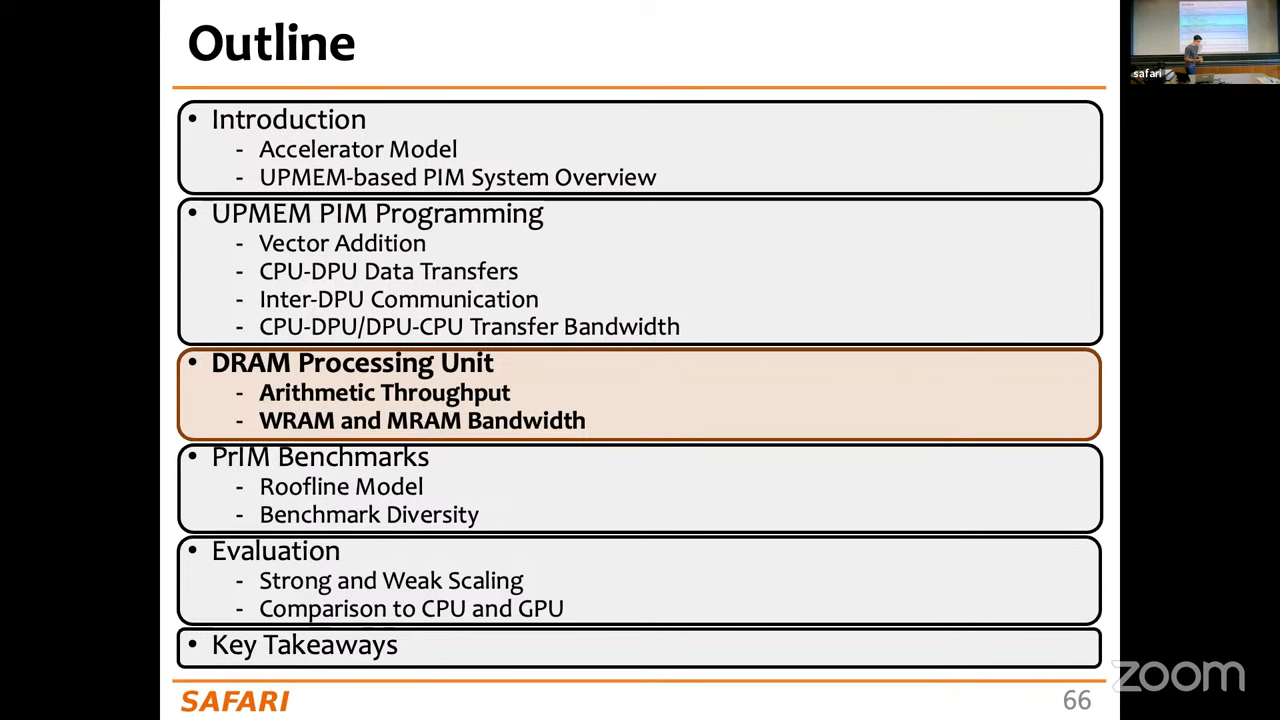 Outline
• Introduction
- Accelerator Model
- UPMEM-based PIM System Overview
• UPMEM PIM Programming
- Vector Addition
- CPU-DPU Data Transfers
- Inter-DPU Communication
- CPU-DPU/DPU-CPU Transfer Bandwidth
• DRAM Processing Unit
- Arithmetic Throughput
- WRAM and MRAM Bandwidth
• PrIM Benchmarks
- Roofline Model
- Benchmark Diversity
• Evaluation
- Strong and Weak Scaling
- Comparison to CPU and GPU
• Key Takeaways
SAFARI
66
safari
zoom